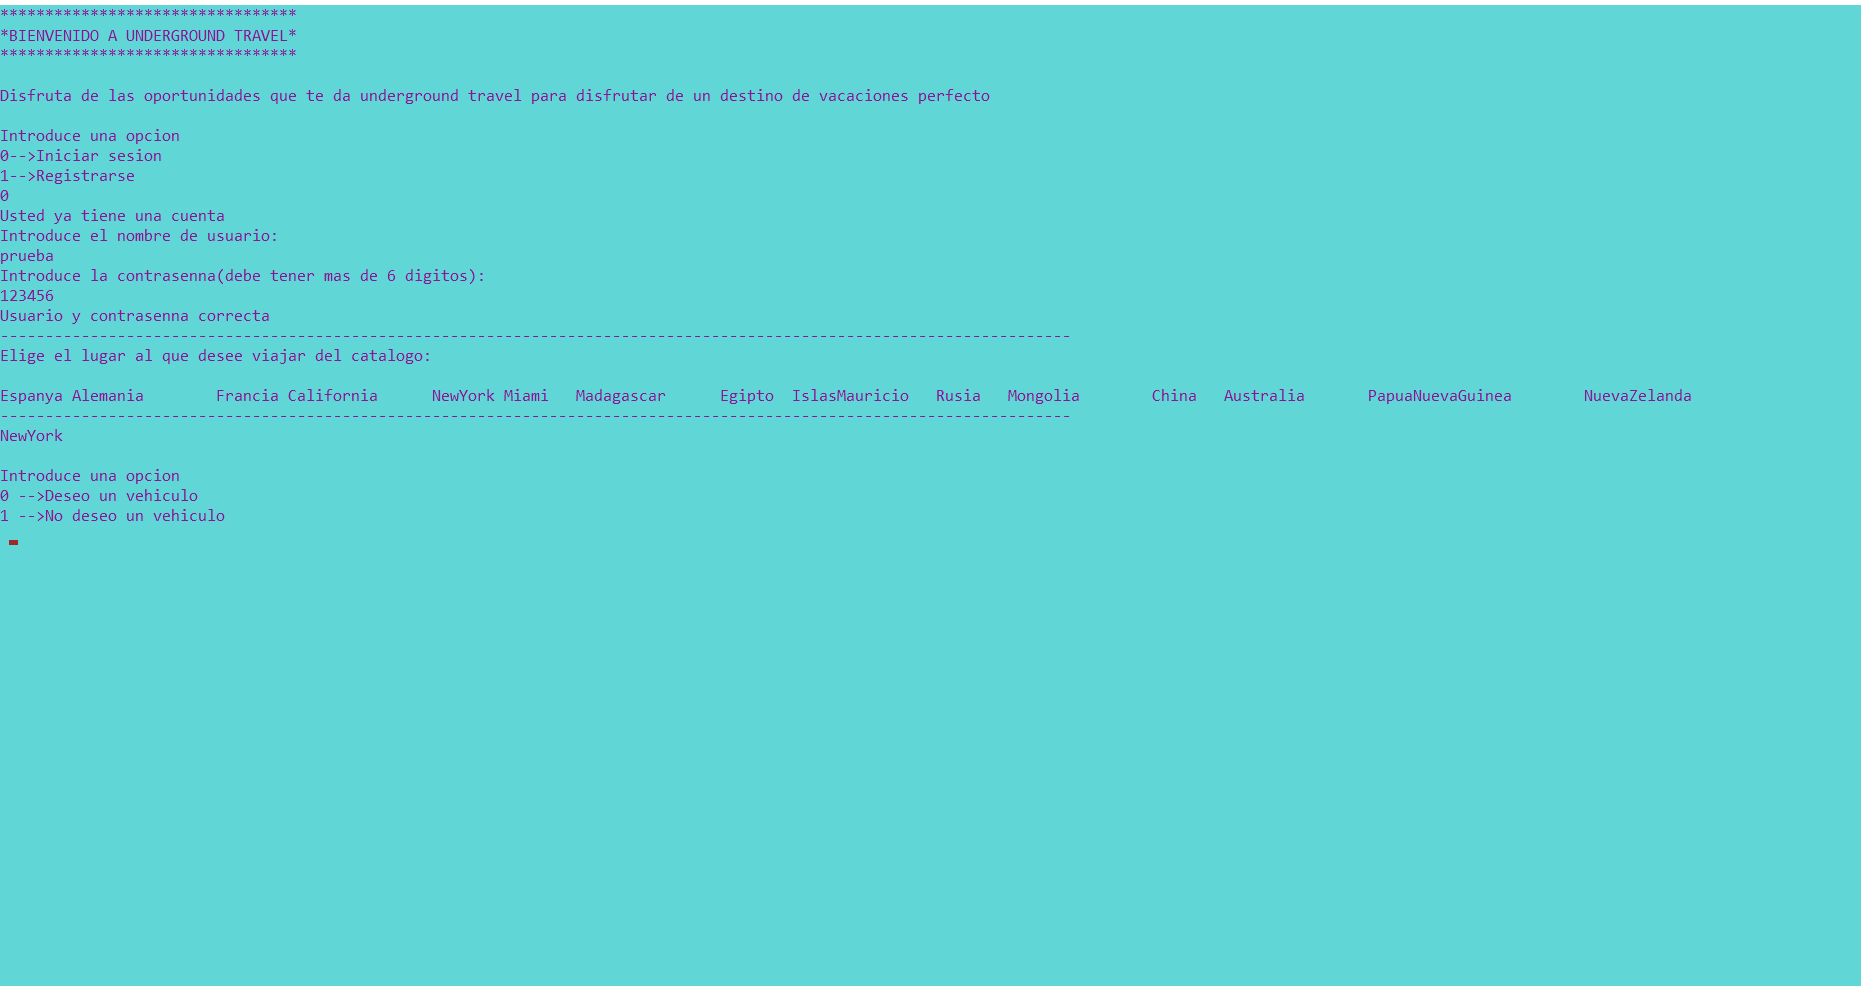 *********************************
*BIENVENIDO A UNDERGROUND TRAVEL*
*********************************
Disfruta de las oportunidades que te da underground travel para disfrutar de un destino de vacaciones perfecto
Introduce una opcion
0-->Iniciar sesion
1-->Registrarse
0
Usted ya tiene una cuenta
Introduce el nombre de usuario:
prueba
Introduce la contrasenna(debe tener mas de 6 digitos):
123456
Usuario y contrasenna correcta
-----------------------------------------------------------------------------------------------------------------------
Elige el lugar al que desee viajar del catalogo:
Espanya Alemania        Francia California      NewYork Miami   Madagascar      Egipto  IslasMauricio   Rusia   Mongolia        China   Australia       PapuaNuevaGuinea        NuevaZelanda
-----------------------------------------------------------------------------------------------------------------------
NewYork
Introduce una opcion
0 -->Deseo un vehiculo
1 -->No deseo un vehiculo